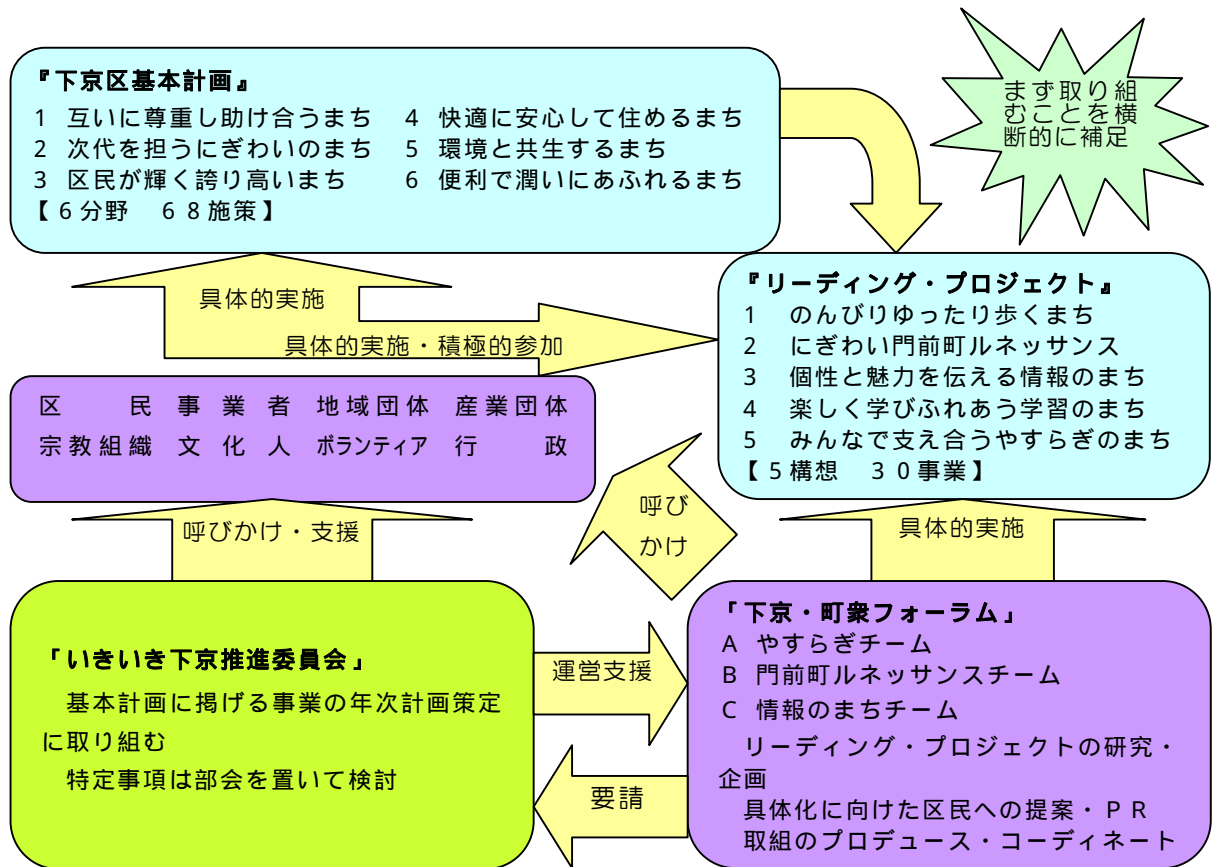 『下京区基本計画』
1 互いに尊重し助け合うまち 4 快適に安心して住めるまち
2 次代を担うにぎわいのまち 5 環境と共生するまち
3 区民が輝く誇り高いまち 6 便利で潤いにあふれるまち
【６分野 ６８施策】
まず取り組
むことを横
断的に補足
具体的実施
具体的実施・積極的参加
『リーディング・プロジェクト』
1 のんびりゆったり歩くまち
2 にぎわい門前町ルネッサンス
3 個性と魅力を伝える情報のまち
4 楽しく学びふれあう学習のまち
5 みんなで支え合うやすらぎのまち
【５構想 ３０事業】
区民 事業者 地域団体 産業団体
宗教組織 文化人 ボランティア 行政
呼びかけ・支援
呼び
かけ
具体的実施
「いきいき下京推進委員会」
基本計画に掲げる事業の年次計画策定
に取り組む
特定事項は部会を置いて検討
運営支援
要請
「下京・町衆フォーラム」
A やすらぎチーム
B 門前町ルネッサンスチーム
C 情報のまちチーム
リーディング・プロジェクトの研究・
企画
具体化に向けた区民への提案・ＰＲ
取組のプロデュース・コーディネート